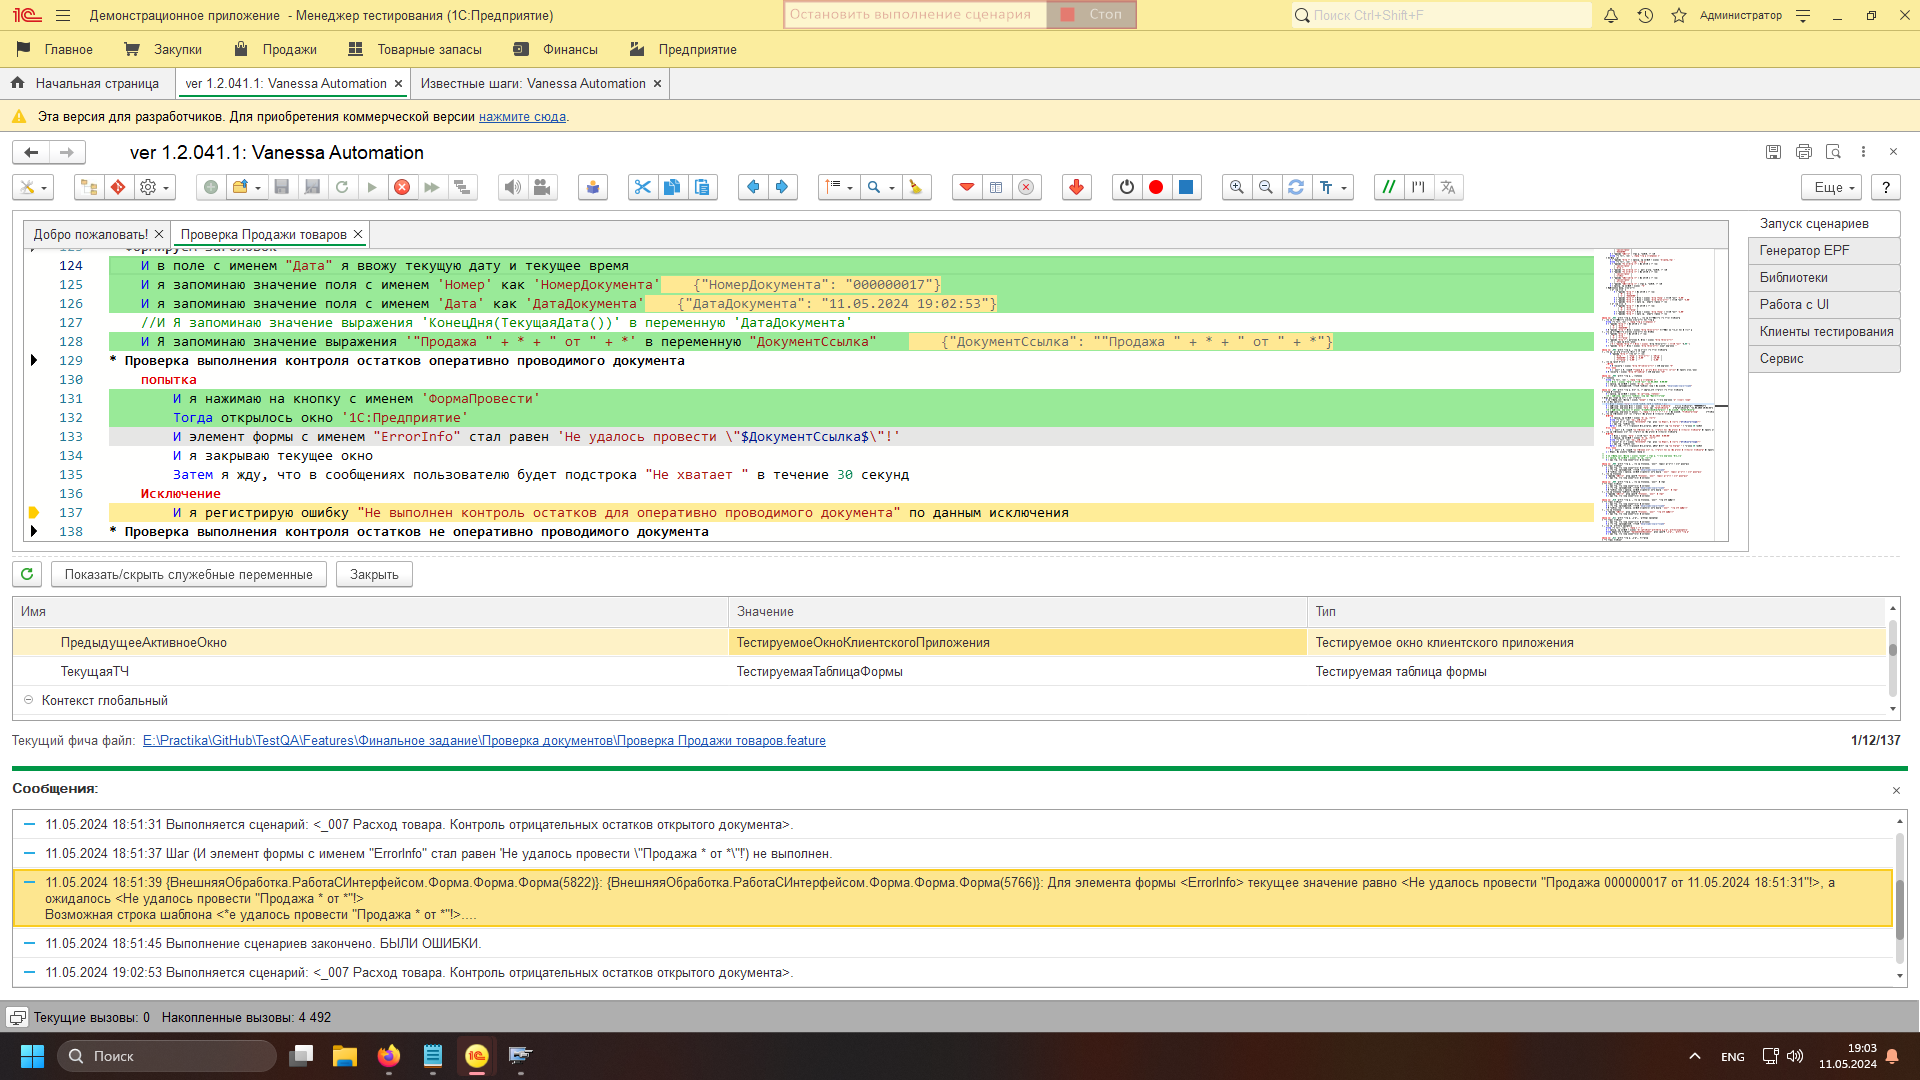 Демонстрационное приложение - Менеджер тестирования (1С:Предприятие)
Остановить выполнение сценария
Стоп
Поиск Ctrl+Shift+F
Администратор
Главное
Закупки
Продажи
Товарные запасы
Финансы
Предприятие
Начальная страница
ver 1.2.041.1: Vanessa Automation
Известные шаги: Vanessa Automation
Эта версия для разработчиков. Для приобретения коммерческой версии нажмите сюда.
ver 1.2.041.1: Vanessa Automation
Еще
?
Добро пожаловать!
Проверка Продажи товаров
124 И в поле с именем "Дата" я ввожу текущую дату и текущее время
125 И я запоминаю значение поля с именем 'Номер' как 'НомерДокумента' {"НомерДокумента": "000000017"}
126 И я запоминаю значение поля с именем 'Дата' как 'ДатаДокумента' {"ДатаДокумента": "11.05.2024 19:02:53"}
127 //И Я запоминаю значение выражения 'КонецДня(ТекущаяДата())' в переменную 'ДатаДокумента'
128 И Я запоминаю значение выражения '"Продажа " + * + " от " + *' в переменную "ДокументСсылка" {"ДокументСсылка": ""Продажа " + * + " от " + *"}
129 * Проверка выполнения контроля остатков оперативно проводимого документа
130 попытка
131 И я нажимаю на кнопку с именем 'ФормаПровести'
132 Тогда открылось окно '1С:Предприятие'
133 И элемент формы с именем "ErrorInfo" стал равен 'Не удалось провести \"$ДокументСсылка$\"!'
134 И я закрываю текущее окно
135 Затем я жду, что в сообщениях пользователю будет подстрока "Не хватает " в течение 30 секунд
136 Исключение
137 И я регистрирую ошибку "Не выполнен контроль остатков для оперативно проводимого документа" по данным исключения
138 * Проверка выполнения контроля остатков не оперативно проводимого документа
Запуск сценариев
Генератор EPF
Библиотеки
Работа с UI
Клиенты тестирования
Сервис
Показать/скрыть служебные переменные
Закрыть
Имя Значение Тип
ПредыдущееАктивноеОкно ТестируемоеОкноКлиентскогоПриложения Тестируемое окно клиентского приложения
ТекущаяТЧ ТестируемаяТаблицаФормы Тестируемая таблица формы
Контекст глобальный
Текущий фича файл: E:\Practika\GitHub\TestQA\Features\Финальное задание\Проверка документов\Проверка Продажи товаров.feature
1/12/137
Сообщения:
11.05.2024 18:51:31 Выполняется сценарий: <_007 Расход товара. Контроль отрицательных остатков открытого документа>.
11.05.2024 18:51:37 Шаг (И элемент формы с именем "ErrorInfo" стал равен 'Не удалось провести \"Продажа * от *\"!') не выполнен.
11.05.2024 18:51:39 {ВнешняяОбработка.РаботаСИнтерфейсом.Форма.Форма.Форма(5822)}: {ВнешняяОбработка.РаботаСИнтерфейсом.Форма.Форма.Форма(5766)}: Для элемента формы <ErrorInfo> текущее значение равно <Не удалось провести "Продажа 000000017 от 11.05.2024 18:51:31"!>, а
ожидалось <Не удалось провести "Продажа * от *"!>
Возможная строка шаблона <*е удалось провести "Продажа * от *"!>....
11.05.2024 18:51:45 Выполнение сценариев закончено. БЫЛИ ОШИБКИ.
11.05.2024 19:02:53 Выполняется сценарий: <_007 Расход товара. Контроль отрицательных остатков открытого документа>.
Текущие вызовы: 0 Накопленные вызовы: 4 492
Поиск
ENG
19:03
11.05.2024